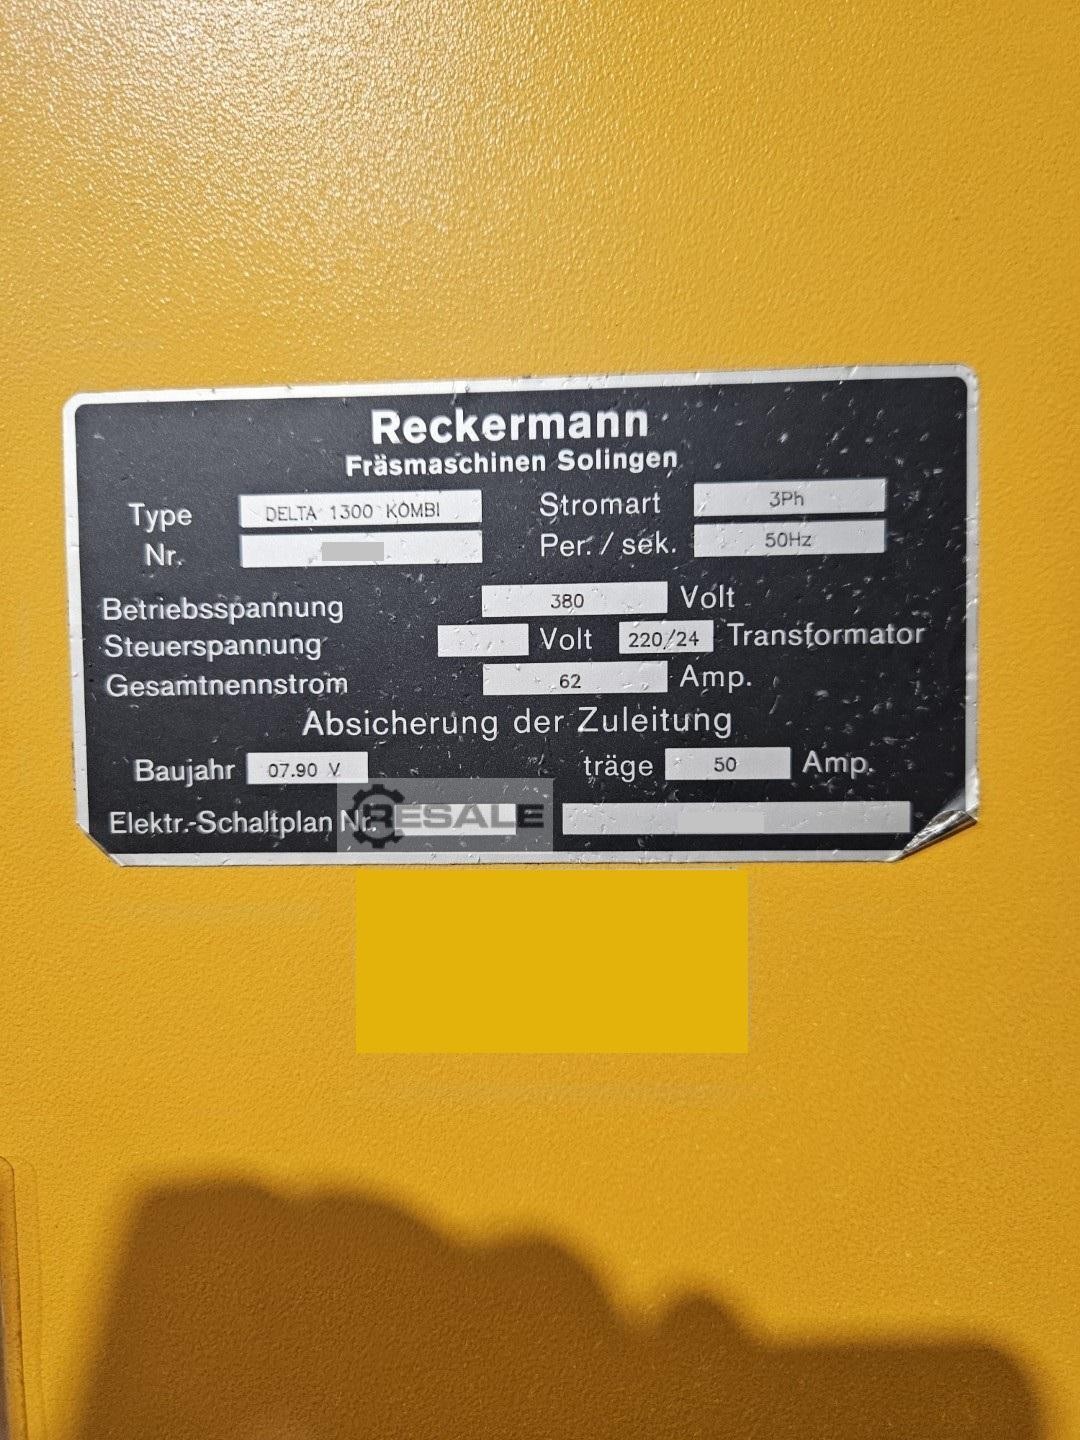 Reckermann
Fräsmaschinen Solingen
Type DELTA 1300 KOMBI Stromart 3Ph
Nr. Per. / sek. 50Hz
Betriebsspannung 380 Volt
Steuerspannung Volt 220/24 Transformator
Gesamtnennstrom 62 Amp.
Absicherung der Zuleitung
Baujahr 07.90 V träge 50 Amp.
Elektr.-Schaltplan Nr. RESALE